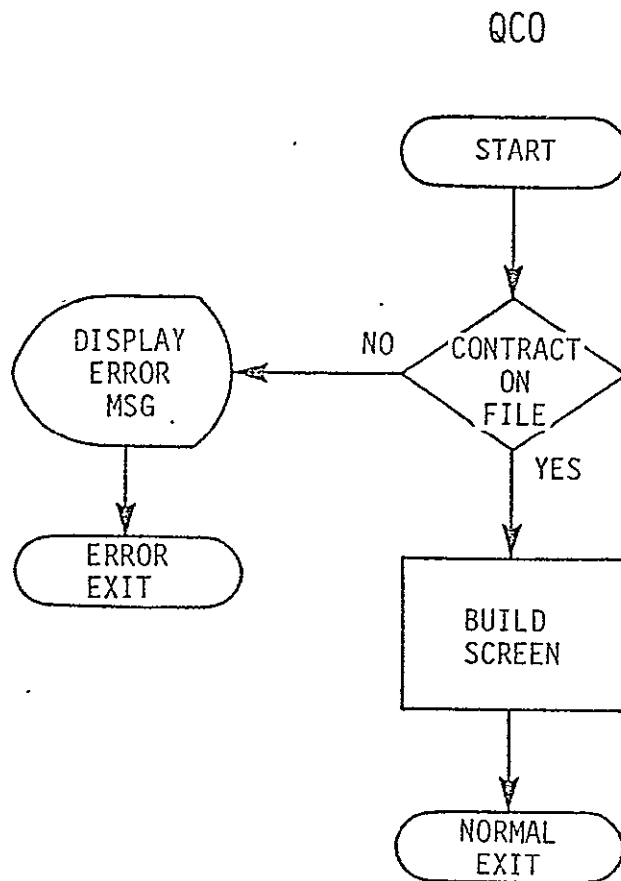 QCO
START
CONTRACT
ON
FILE
NO
DISPLAY
ERROR
MSG
YES
ERROR
EXIT
BUILD
SCREEN
NORMAL
EXIT